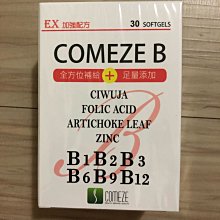 EX 加強配方
30 SOFTGELS
COMEZE B
全方位補給 + 足量添加
CIWUJA
FOLIC ACID
ARTICHOKE LEAF
ZINC
B1 B2 B3
B6 B9 B12
COMEZE